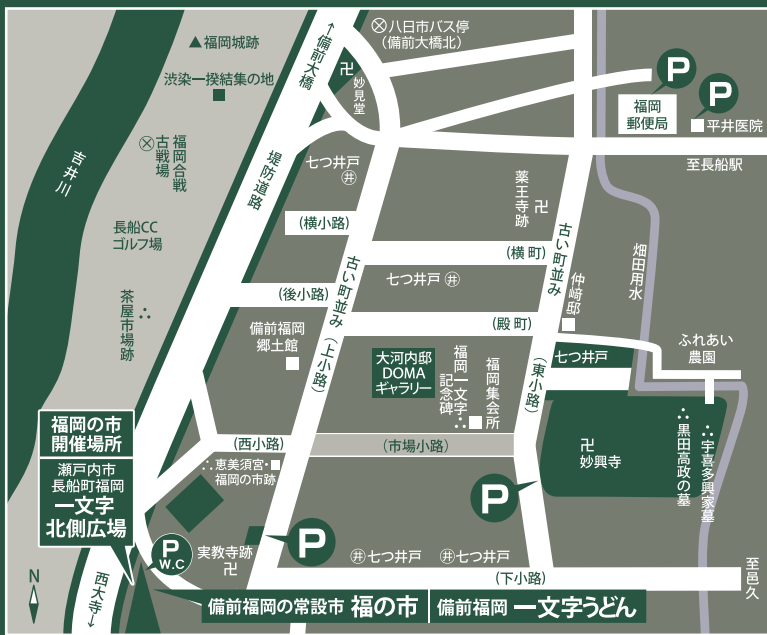 ↑備前大橋
八日市バス停
（備前大橋北）
▲福岡城跡
渋染一揆結集の地
卍
妙見堂
P
P
福岡
郵便局
平井医院
至長船駅
吉井川
福岡合戦
古戦場
堤防道路
七つ井戸
井
薬王寺跡
卍
長船CC
ゴルフ場
(横小路)
古い町並み
(横町)
古い町並み
畑田用水
七つ井戸 井
仲﨑邸
茶屋市場跡
(後小路)
備前福岡
郷土館
(上小路)
(殿町)
大河内邸
DOMA
ギャラリー
福岡一文字
記念碑
福岡集会所
(東小路)
七つ井戸
ふれあい
農園
福岡の市
開催場所
瀬戸内市
長船町福岡
一文字
北側広場
(西小路)
(市場小路)
恵美須宮・
福岡の市跡
卍
妙興寺
黒田高政の墓
宇喜多興家墓
P
P
P
W.C
実教寺跡
卍
井七つ井戸
井七つ井戸
(下小路)
至邑久
N
西大寺↓
備前福岡の常設市 福の市
備前福岡 一文字うどん